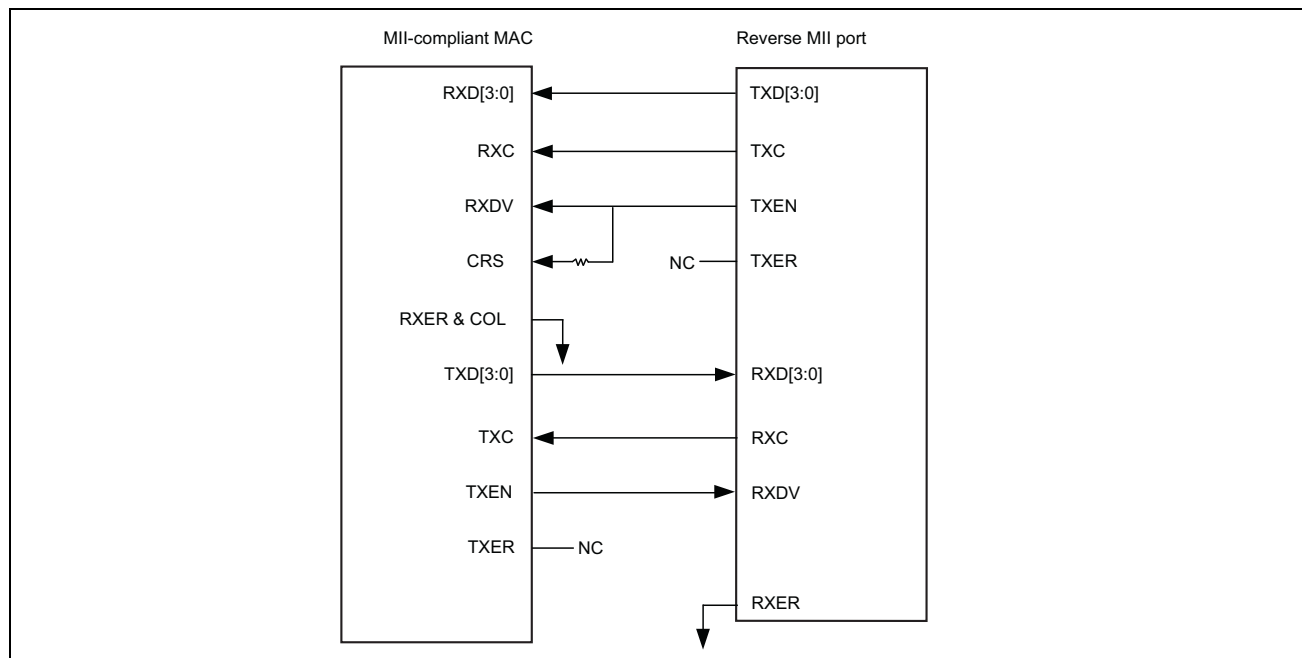 MII-compliant MAC
Reverse MII port
RXD[3:0]
TXD[3:0]
RXC
TXC
RXDV
TXEN
CRS
NC
TXER
RXER & COL
TXD[3:0]
RXD[3:0]
TXC
RXC
TXEN
RXDV
TXER
NC
RXER